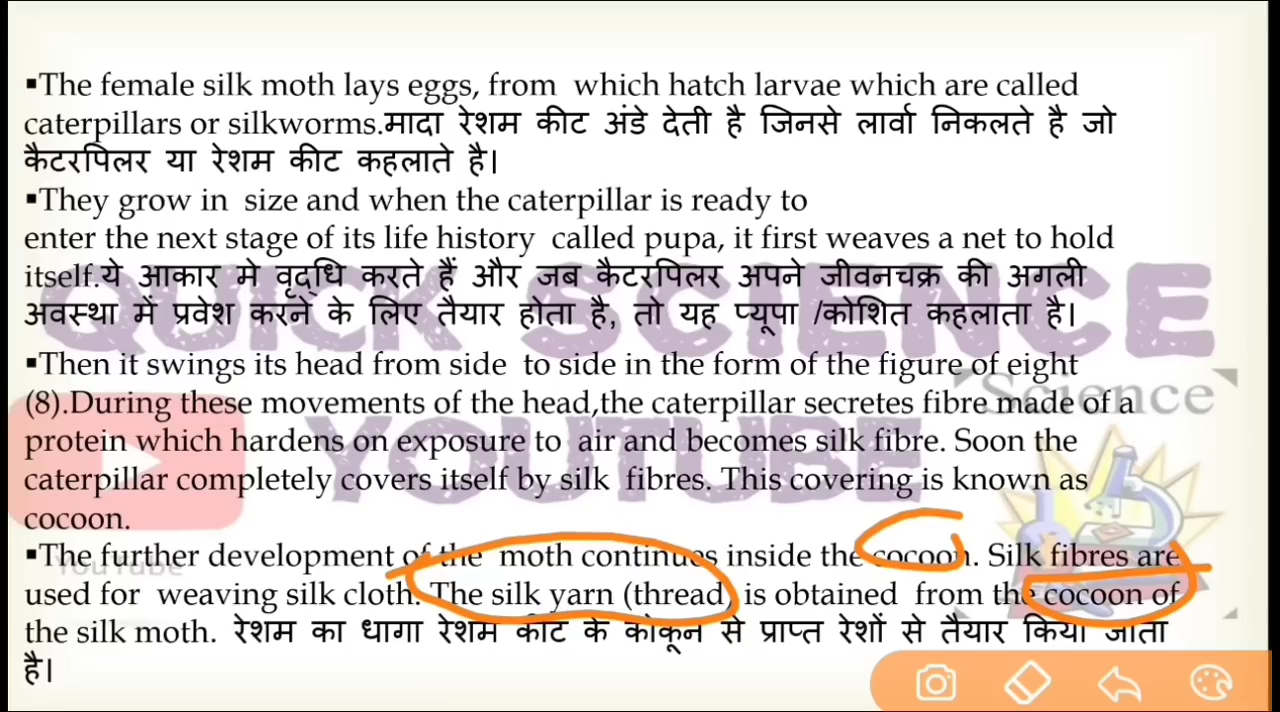 ▪The female silk moth lays eggs, from which hatch larvae which are called
caterpillars or silkworms.मादा रेशम कीट अंडे देती है जिनसे लार्वा निकलते है जो
कैटरपिलर या रेशम कीट कहलाते है।
▪They grow in size and when the caterpillar is ready to
enter the next stage of its life history called pupa, it first weaves a net to hold
itself.ये आकार मे वृद्धि करते हैं और जब कैटरपिलर अपने जीवनचक्र की अगली
अवस्था में प्रवेश करने के लिए तैयार होता है, तो यह प्यूपा /कोशित कहलाता है।
QUICK SCIENCE
▪Then it swings its head from side to side in the form of the figure of eight
Science
(8).During these movements of the head,the caterpillar secretes fibre made of a
protein which hardens on exposure to air and becomes silk fibre. Soon the
YOUTUBE
caterpillar completely covers itself by silk fibres. This covering is known as
cocoon.
▪The further development of the moth continues inside the cocoon. Silk fibres are
YouTube
used for weaving silk cloth. The silk yarn (thread) is obtained from the cocoon of
the silk moth. रेशम का धागा रेशम कीट के कोकून से प्राप्त रेशों से तैयार किया जाता
है।